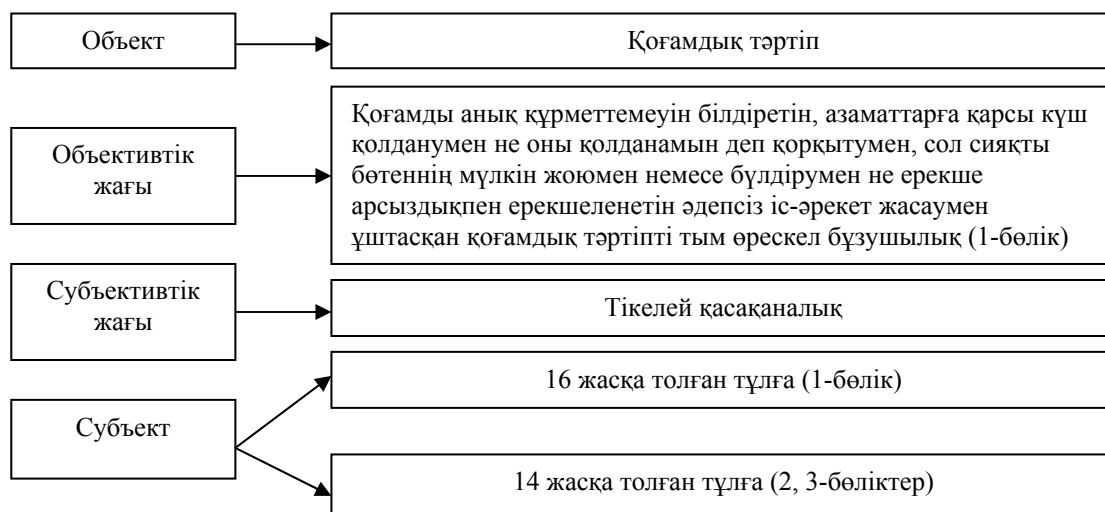 Объект
Қоғамдық тәртіп
Объективтік
жағы
Қоғамды анық құрметтемеуін білдіретін, азаматтарға қарсы күш
қолданумен не оны қолданамын деп қорқытумен, сол сияқты
бөтеннің мүлкін жоюмен немесе бүлдірумен не ерекше
арсыздықпен ерекшеленетін әдепсіз іс-әрекет жасаумен
ұштасқан қоғамдық тәртіпті тым өрескел бұзушылық (1-бөлік)
Субъективтік
жағы
Тікелей қасақаналық
Субъект
16 жасқа толған тұлға (1-бөлік)
14 жасқа толған тұлға (2, 3-бөліктер)